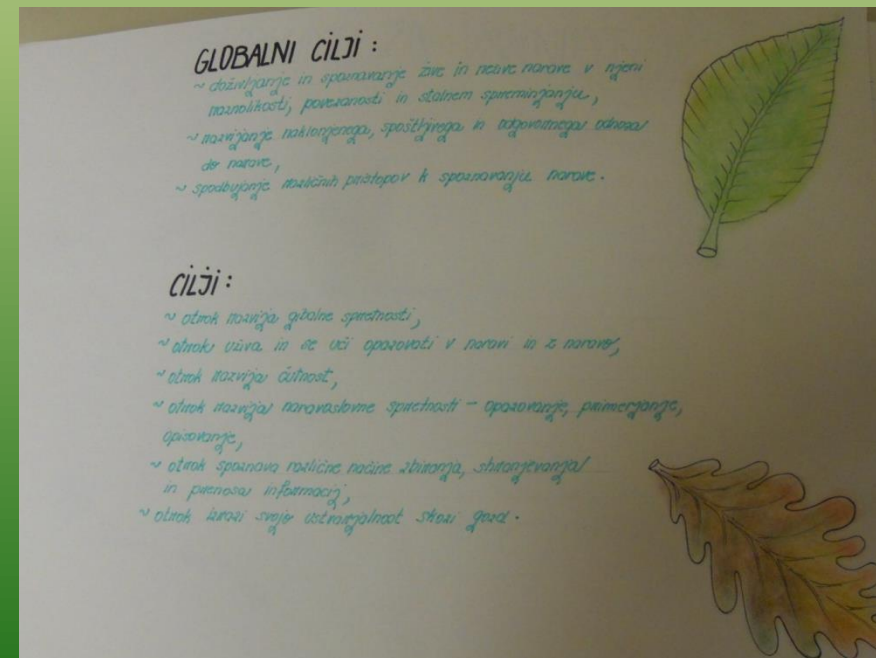 GLOBALNI CILJI :
~ doživljanje in spoznavanje žive in nežive narave v njeni
raznolikosti, povezanosti in stalnem spreminjanju,
~ razvijanje naklonjenega, spoštljivega in odgovornega odnosa
do narave,
~ spodbujanje različnih pristopov k spoznavanju narave.
CILJI :
~ otrok razvija gibalne spretnosti,
~ otrok uživa in se uči opazovati v naravi in z naravo,
~ otrok razvija čutnost,
~ otrok razvija naravoslovne spretnosti - opazovanje, primerjanje,
opisovanje,
~ otrok spoznava različne načine zbiranja, shranjevanja
in prenosa informacij,
~ otrok izrazi svojo ustvarjalnost skozi gozd.